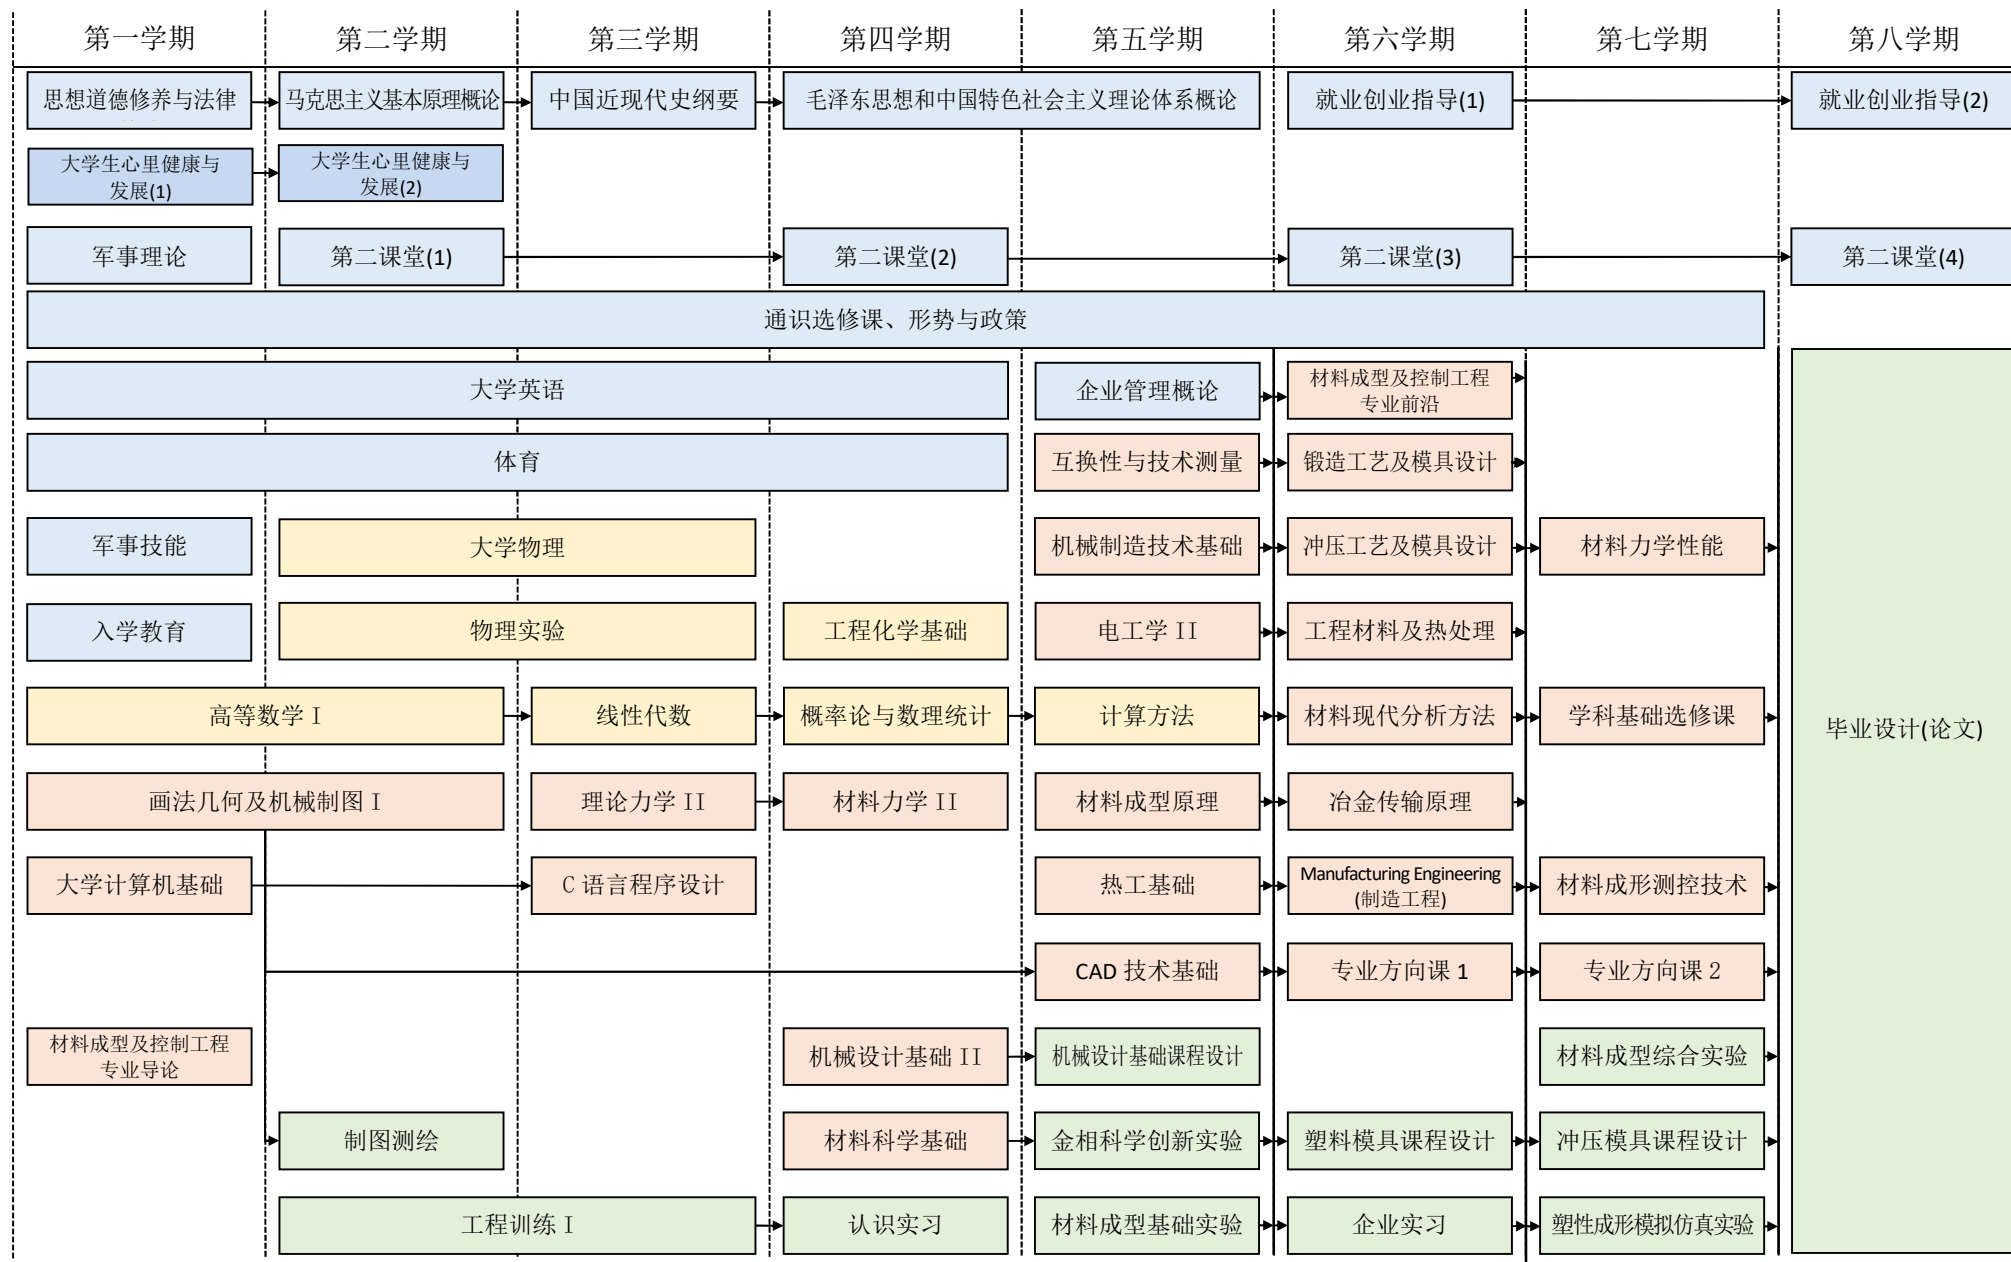 第一学期
第二学期
第三学期
第四学期
第五学期
第六学期
第七学期
第八学期
思想道德修养与法律
马克思主义基本原理概论
中国近现代史纲要
毛泽东思想和中国特色社会主义理论体系概论
就业创业指导(1)
就业创业指导(2)
大学生心里健康与
发展(1)
大学生心里健康与
发展(2)
军事理论
第二课堂(1)
第二课堂(2)
第二课堂(3)
第二课堂(4)
通识选修课、形势与政策
大学英语
企业管理概论
材料成型及控制工程
专业前沿
体育
互换性与技术测量
锻造工艺及模具设计
军事技能
大学物理
机械制造技术基础
冲压工艺及模具设计
材料力学性能
入学教育
物理实验
工程化学基础
电工学 II
工程材料及热处理
高等数学 I
线性代数
概率论与数理统计
计算方法
材料现代分析方法
学科基础选修课
毕业设计(论文)
画法几何及机械制图 I
理论力学 II
材料力学 II
材料成型原理
冶金传输原理
大学计算机基础
C 语言程序设计
热工基础
Manufacturing Engineering
(制造工程)
材料成形测控技术
CAD 技术基础
专业方向课 1
专业方向课 2
材料成型及控制工程
专业导论
机械设计基础 II
机械设计基础课程设计
材料成型综合实验
制图测绘
材料科学基础
金相科学创新实验
塑料模具课程设计
冲压模具课程设计
工程训练 I
认识实习
材料成型基础实验
企业实习
塑性成形模拟仿真实验